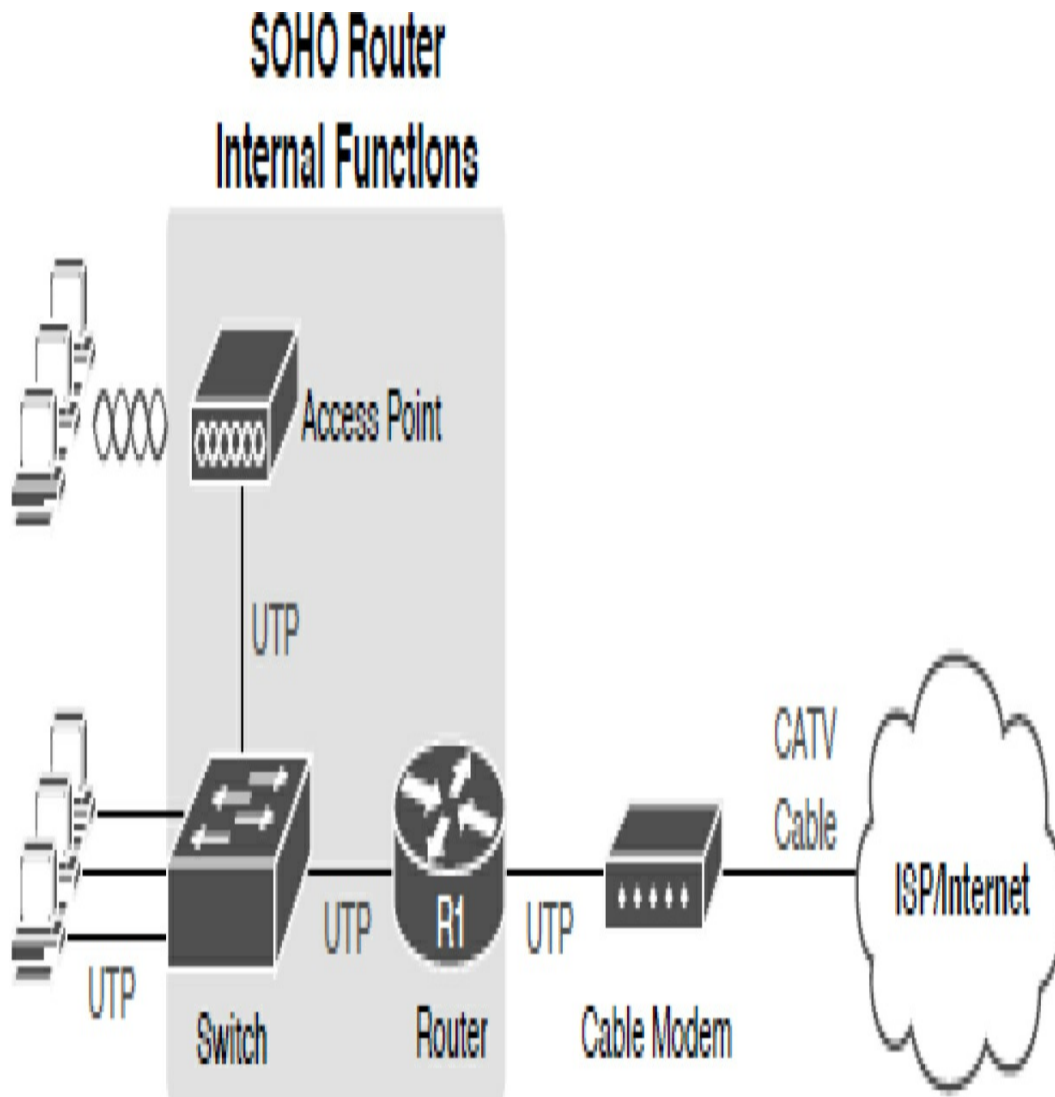 SOHO Router
Internal Functions
Access Point
UTP
CATV
Cable
ISP/Internet
R1
UTP
UTP
UTP
Switch
Router
Cable Modem